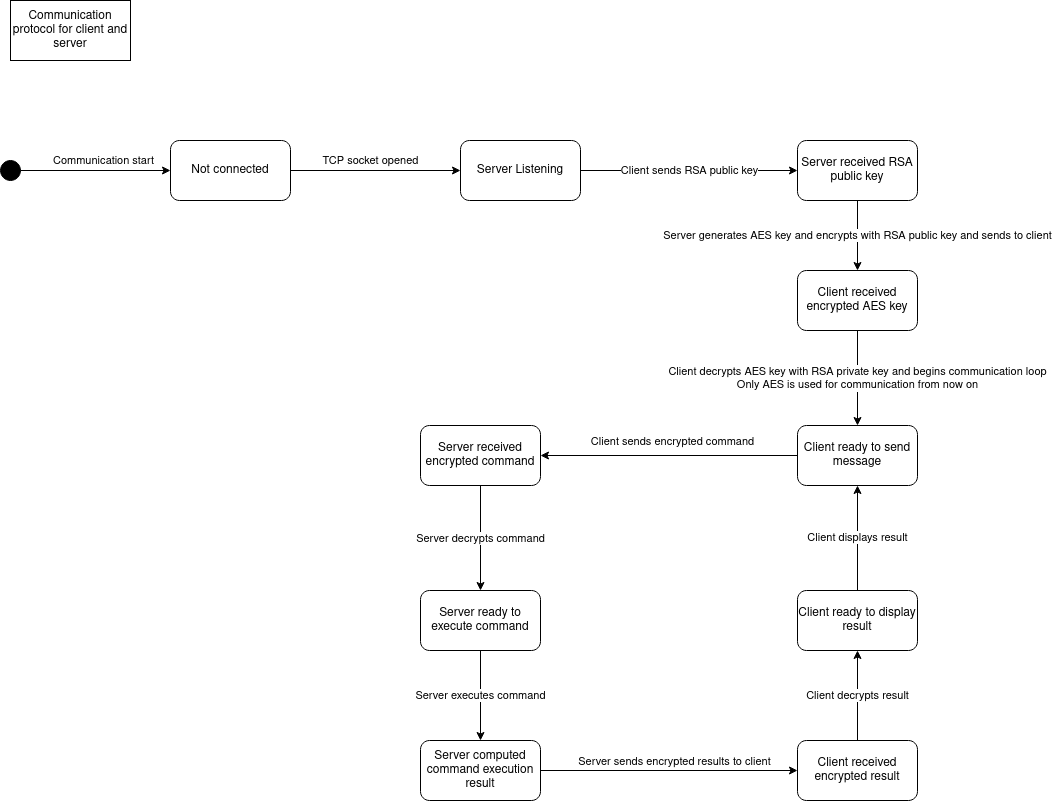 Communication
protocol for client and
server
Communication start
Not connected
TCP socket opened
Server Listening
Client sends RSA public key
Server received RSA
public key
Server generates AES key and encrypts with RSA public key and sends to client
Client received
encrypted AES key
Client decrypts AES key with RSA private key and begins communication loop
Only AES is used for communication from now on
Client ready to send
message
Client sends encrypted command
Server received
encrypted command
Server decrypts command
Server ready to
execute command
Server executes command
Server computed
command execution
result
Server sends encrypted results to client
Client received
encrypted result
Client decrypts result
Client ready to display
result
Client displays result